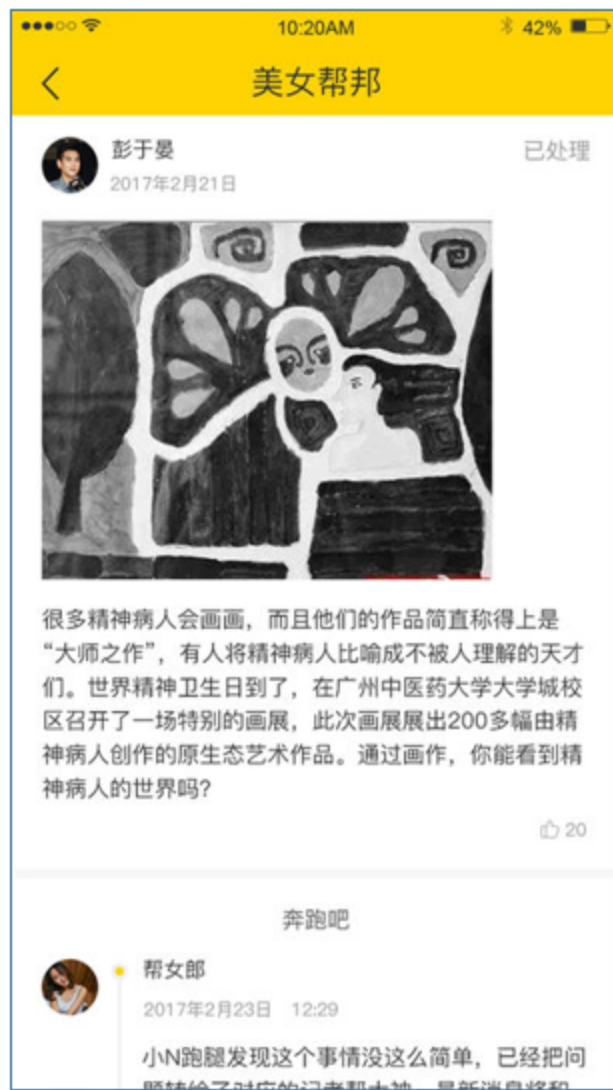 10:20AM
42%
美女帮邦
彭于晏
已处理
2017年2月21日
很多精神病人会画画，而且他们的作品简直称得上是
“大师之作”，有人将精神病人比喻成不被人理解的天才
们。世界精神卫生日到了，在广州中医药大学大学城校
区召开了一场特别的画展，此次画展展出200多幅由精
神病人创作的原生态艺术作品。通过画作，你能看到精
神病人的世界吗?
20
奔跑吧
帮女郎
2017年2月23日 12:29
小N跑腿发现这个事情没这么简单，已经把问